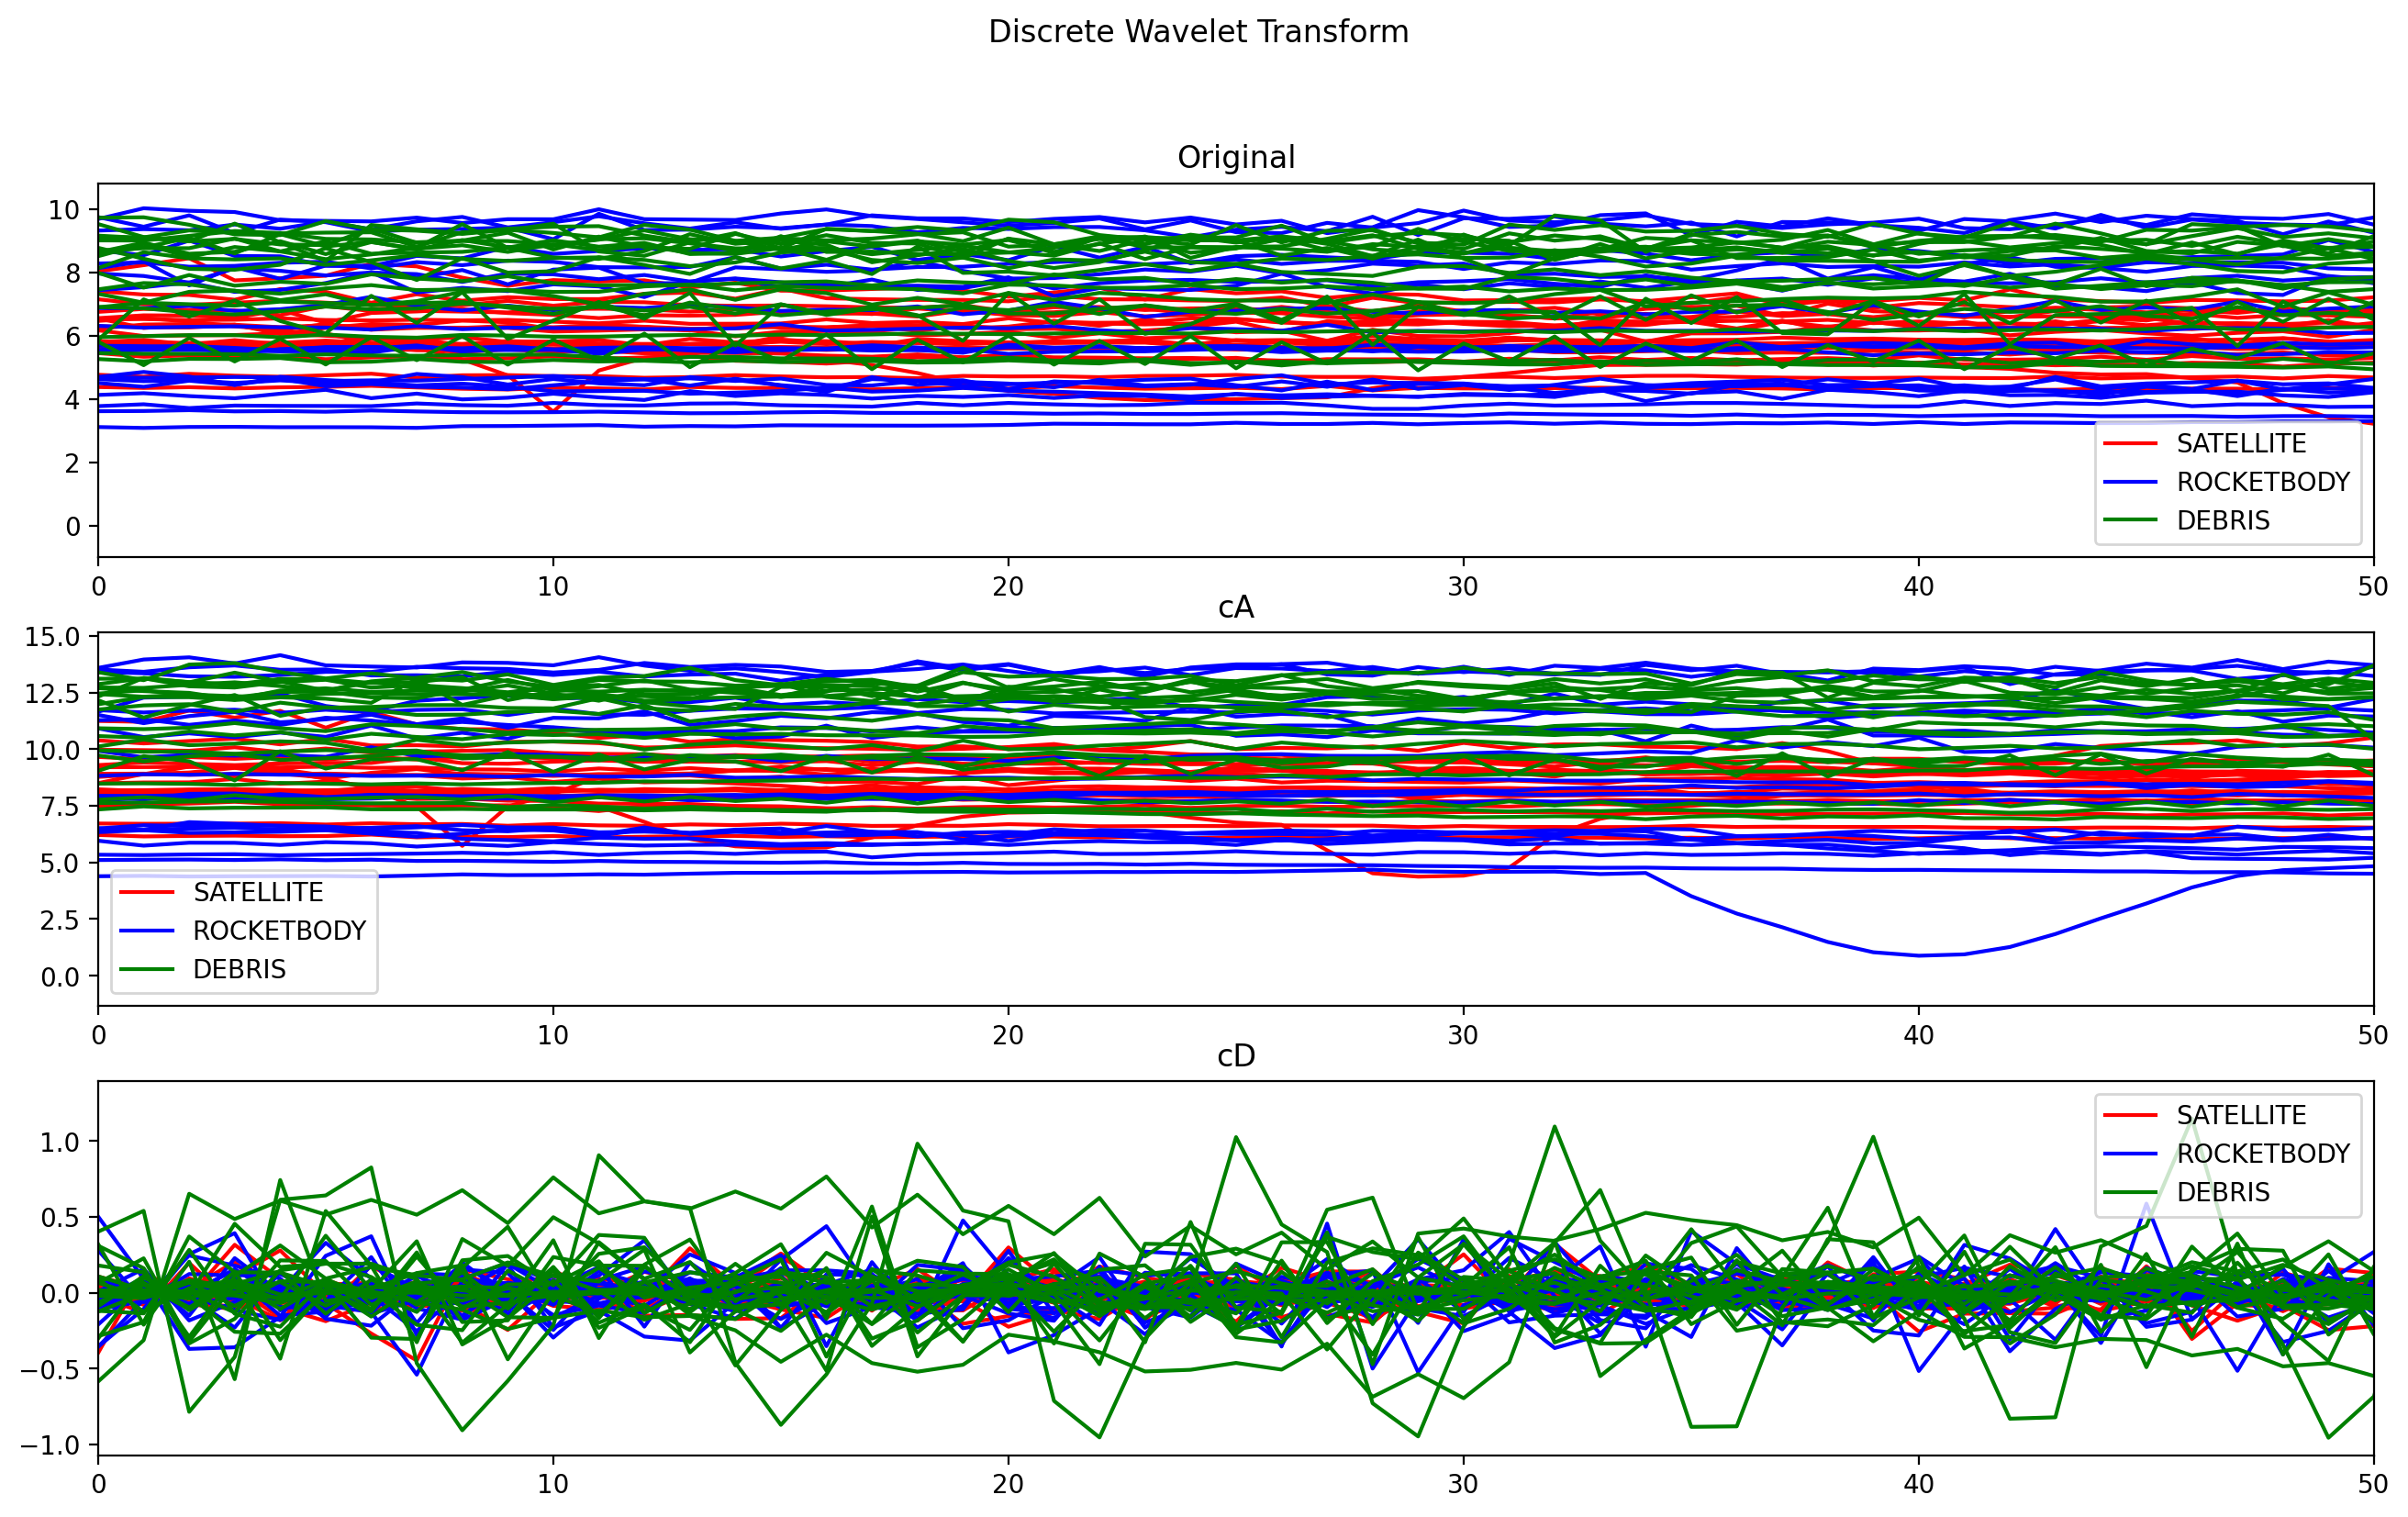 Discrete Wavelet Transform
Original
10
8
6
4
2
0
SATELLITE
ROCKETBODY
DEBRIS
0 10 20 30 40 50
cA
15.0
12.5
10.0
7.5
5.0
2.5
0.0
SATELLITE
ROCKETBODY
DEBRIS
0 10 20 30 40 50
cD
1.0
0.5
0.0
−0.5
−1.0
SATELLITE
ROCKETBODY
DEBRIS
0 10 20 30 40 50